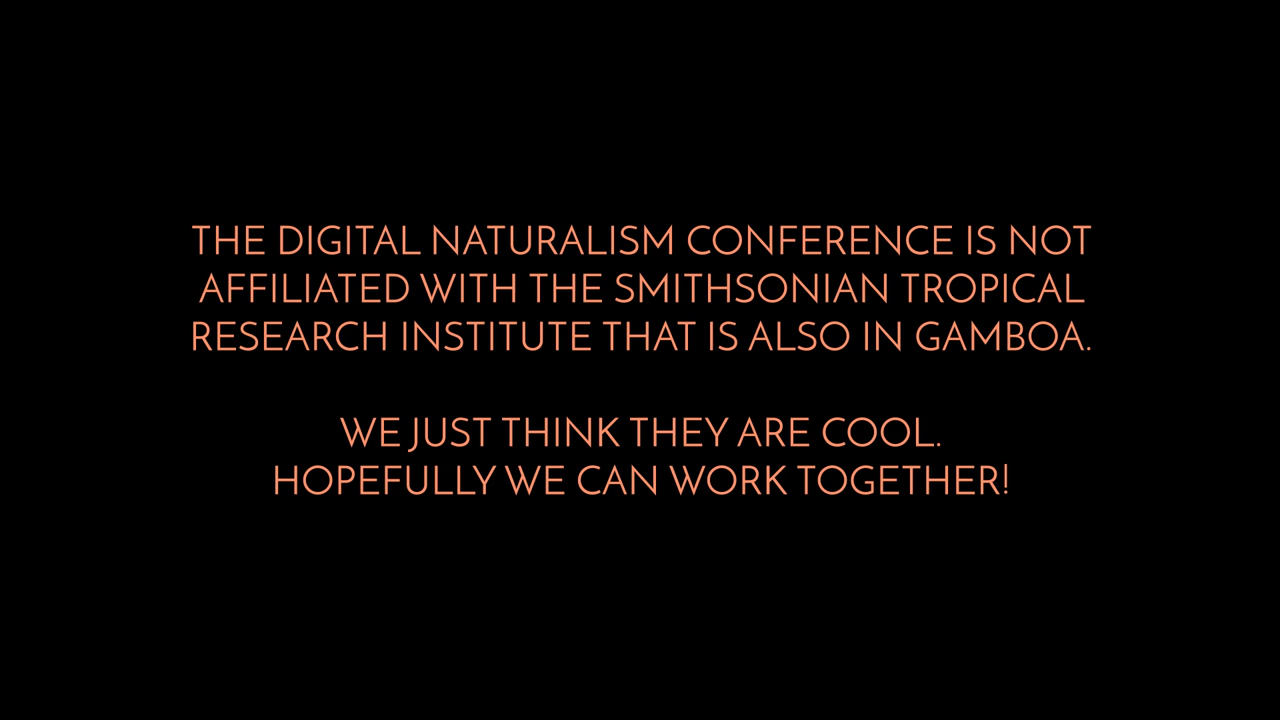 THE DIGITAL NATURALISM CONFERENCE IS NOT
AFFILIATED WITH THE SMITHSONIAN TROPICAL
RESEARCH INSTITUTE THAT IS ALSO IN GAMBOA.
WE JUST THINK THEY ARE COOL.
HOPEFULLY WE CAN WORK TOGETHER!